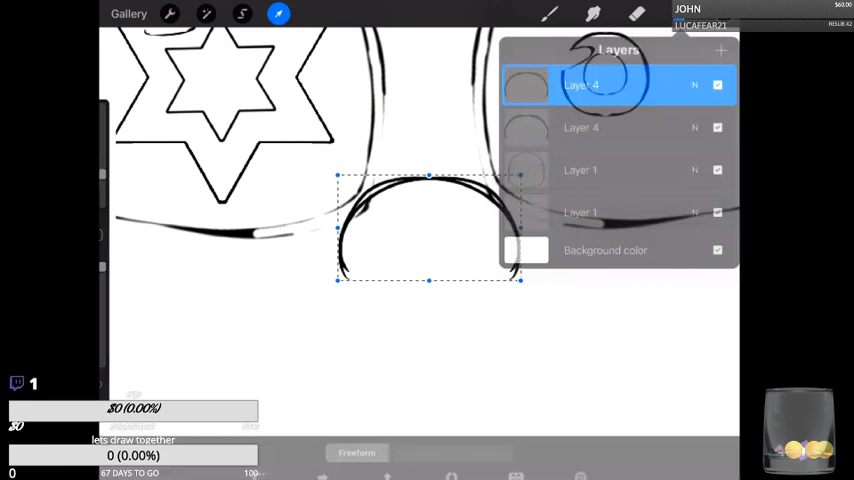 Gallery
JOHN
$60.00
LUCAFEAR21
RESUB X2
Layers
Layer 4 N
Layer 4 N
Layer 1 N
Layer 1 N
Background color
1
$0 (0.00%)
$0
lets draw together
0 (0.00%)
0 67 DAYS TO GO 100
Freeform